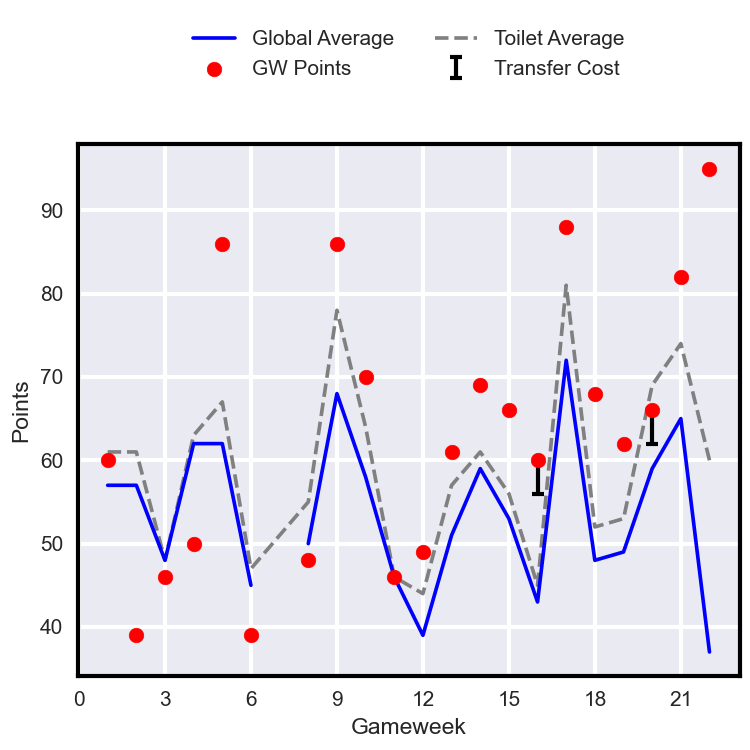 Global Average
Toilet Average
GW Points
Transfer Cost
90
80
70
60
50
40
Points
0 3 6 9 12 15 18 21
Gameweek